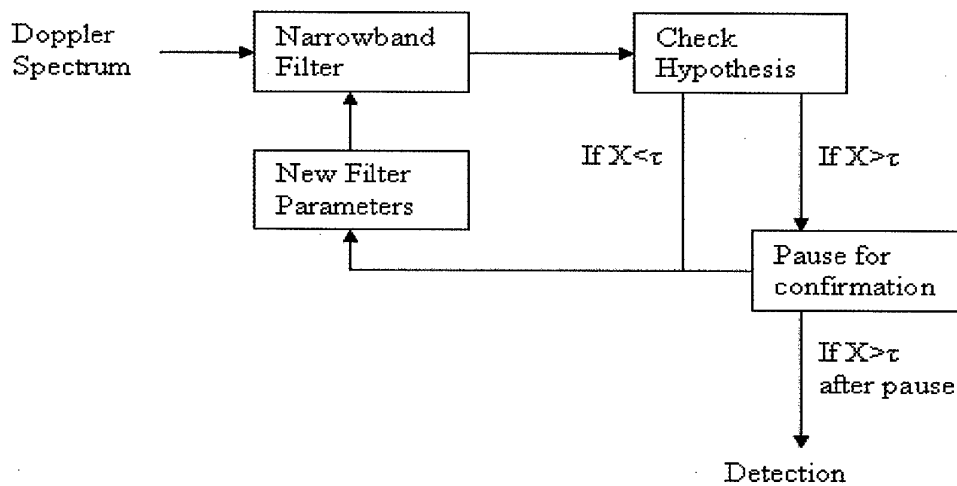 Doppler
Spectrum
Narrowband
Filter
Check
Hypothesis
If X<τ
If X>τ
New Filter
Parameters
Pause for
confirmation
If X>τ
after pause
Detection